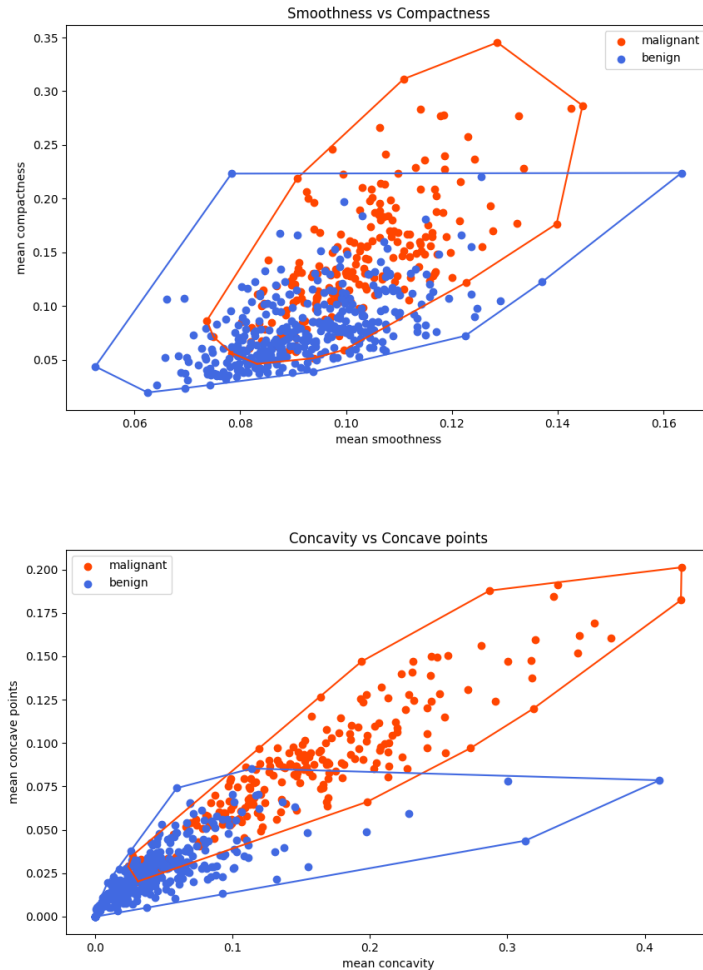 Smoothness vs Compactness
malignant
benign
0.35
0.30
0.25
0.20
0.15
0.10
0.05
mean compactness
0.06 0.08 0.10 0.12 0.14 0.16
mean smoothness
Concavity vs Concave points
malignant
benign
0.200
0.175
0.150
0.125
0.100
0.075
0.050
0.025
0.000
mean concave points
0.0 0.1 0.2 0.3 0.4
mean concavity